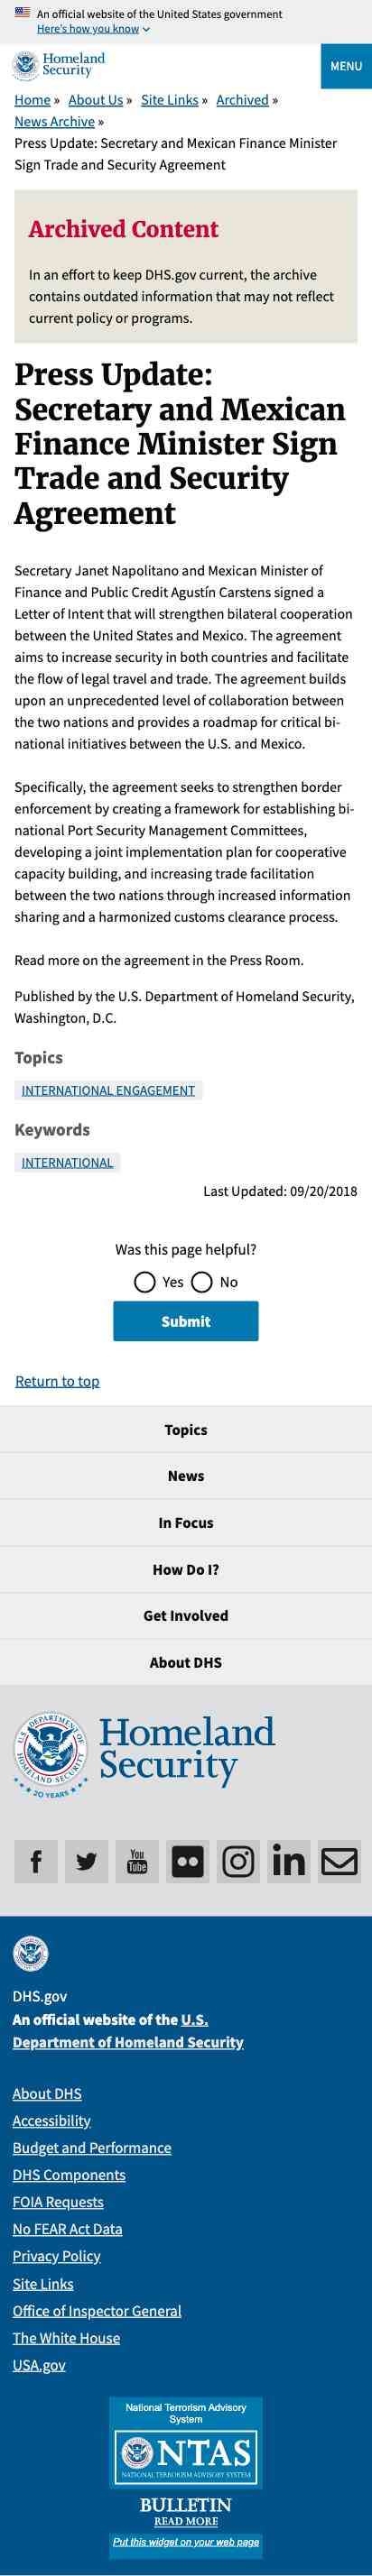 An official website of the United States government
Here's how you know
Homeland
Security
MENU
Home » About Us » Site Links » Archived »
News Archive »
Press Update: Secretary and Mexican Finance Minister
Sign Trade and Security Agreement
Archived Content
In an effort to keep DHS.gov current, the archive
contains outdated information that may not reflect
current policy or programs.
Press Update:
Secretary and Mexican
Finance Minister Sign
Trade and Security
Agreement
Secretary Janet Napolitano and Mexican Minister of
Finance and Public Credit Agustín Carstens signed a
Letter of Intent that will strengthen bilateral cooperation
between the United States and Mexico. The agreement
aims to increase security in both countries and facilitate
the flow of legal travel and trade. The agreement builds
upon an unprecedented level of collaboration between
the two nations and provides a roadmap for critical bi-
national initiatives between the U.S. and Mexico.
Specifically, the agreement seeks to strengthen border
enforcement by creating a framework for establishing bi-
national Port Security Management Committees,
developing a joint implementation plan for cooperative
capacity building, and increasing trade facilitation
between the two nations through increased information
sharing and a harmonized customs clearance process.
Read more on the agreement in the Press Room.
Published by the U.S. Department of Homeland Security,
Washington, D.C.
Topics
INTERNATIONAL ENGAGEMENT
Keywords
INTERNATIONAL
Last Updated: 09/20/2018
Was this page helpful?
Yes No
Submit
Return to top
Topics
News
In Focus
How Do I?
Get Involved
About DHS
U.S. DEPARTMENT OF HOMELAND SECURITY
20 YEARS
Homeland
Security
You
Tube
in
DHS.gov
An official website of the U.S.
Department of Homeland Security
About DHS
Accessibility
Budget and Performance
DHS Components
FOIA Requests
No FEAR Act Data
Privacy Policy
Site Links
Office of Inspector General
The White House
USA.gov
National Terrorism Advisory
System
NTAS
NATIONAL TERRORISM ADVISORY SYSTEM
BULLETIN
READ MORE
Put this widget on your web page